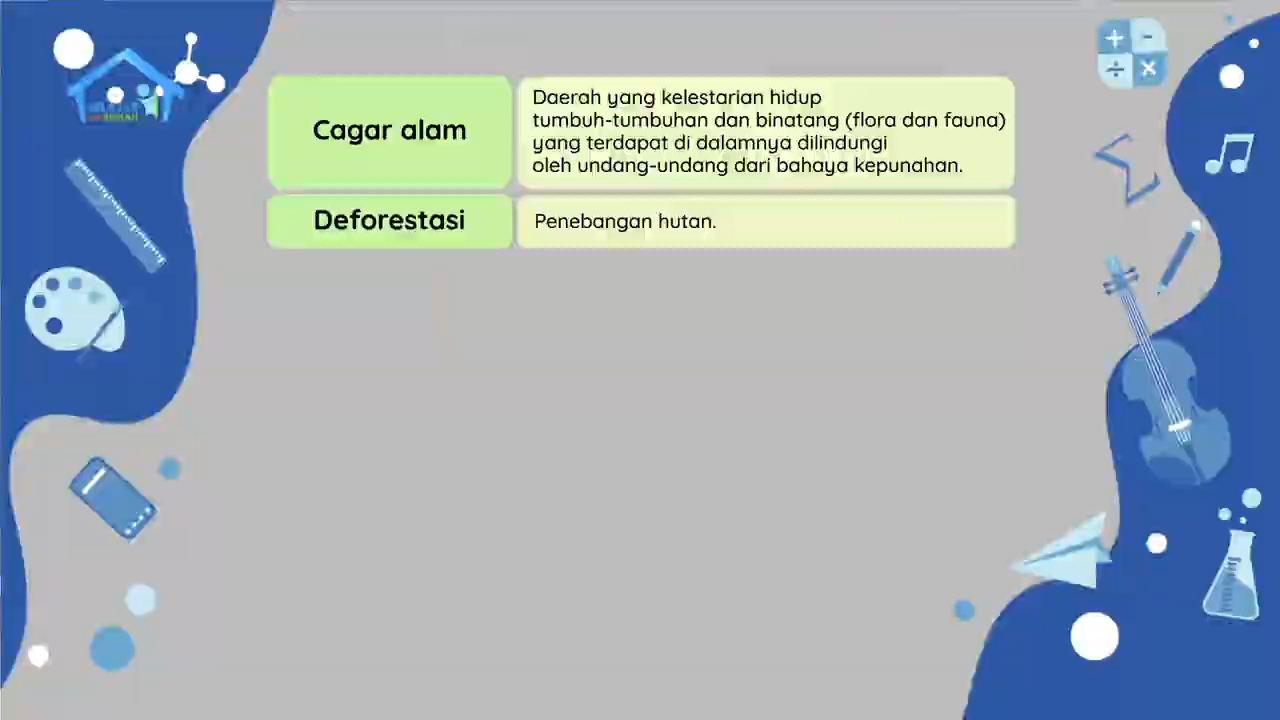 Cagar alam
Daerah yang kelestarian hidup
tumbuh-tumbuhan dan binatang (flora dan fauna)
yang terdapat di dalamnya dilindungi
oleh undang-undang dari bahaya kepunahan.
Deforestasi
Penebangan hutan.